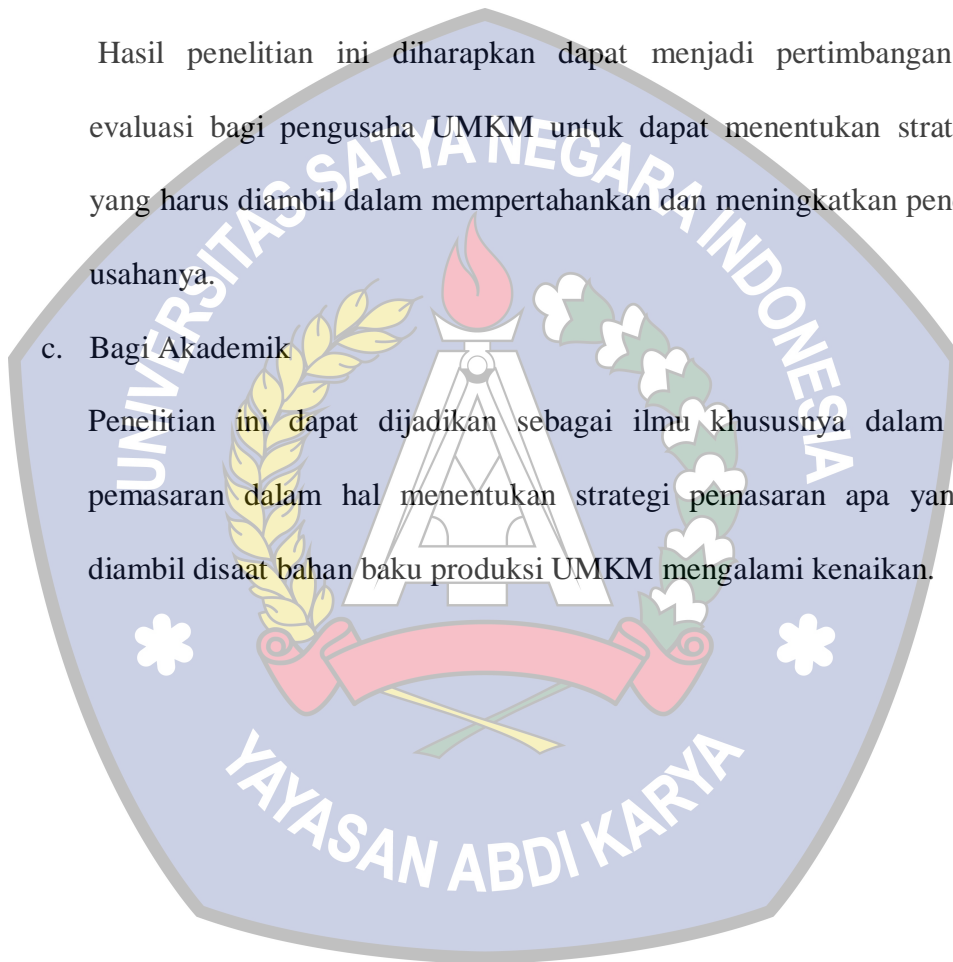 Hasil penelitian ini diharapkan dapat menjadi pertimbangan
evaluasi bagi pengusaha UMKM untuk dapat menentukan strat
yang harus diambil dalam mempertahankan dan meningkatkan pen
usahanya.
c. Bagi Akademik
Penelitian ini dapat dijadikan sebagai ilmu khususnya dalam
pemasaran dalam hal menentukan strategi pemasaran apa yan
diambil disaat bahan baku produksi UMKM mengalami kenaikan.
UNIVERSITAS SATYA NEGARA INDONESIA
YAYASAN ABDI KARYA